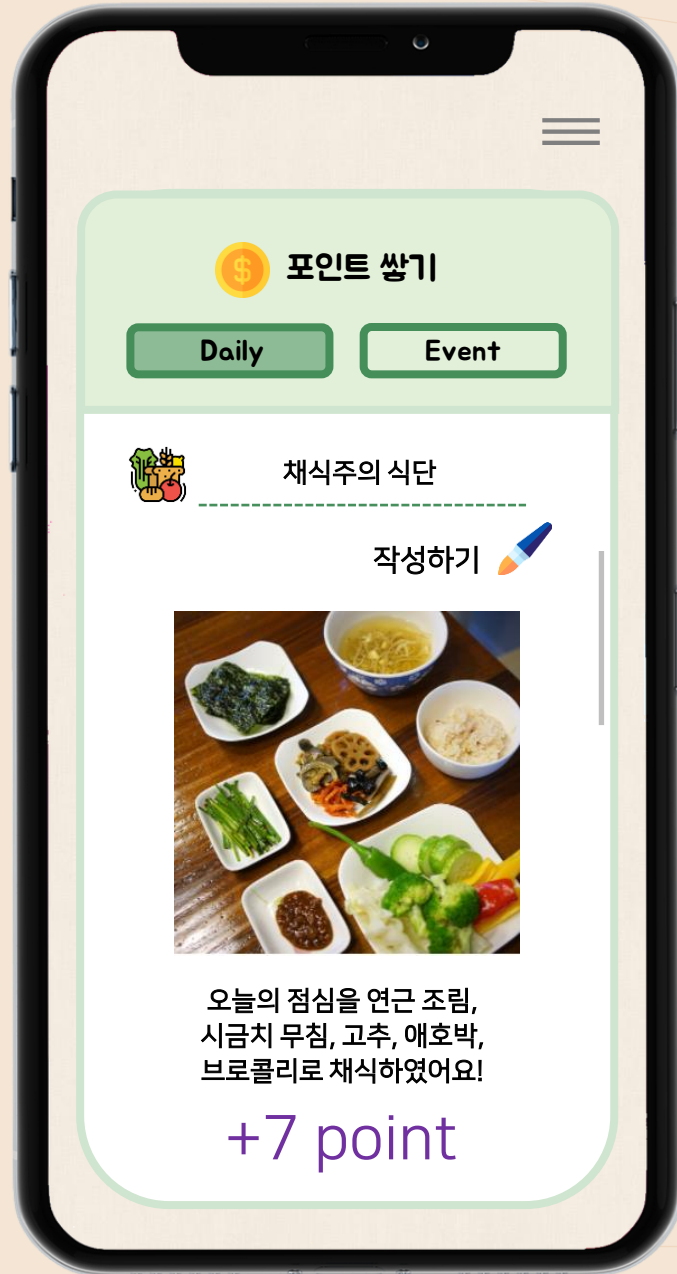 포인트 쌓기
Daily
Event
채식주의 식단
작성하기
오늘의 점심을 연근 조림,
시금치 무침, 고추, 애호박,
브로콜리로 채식하였어요!
+7 point